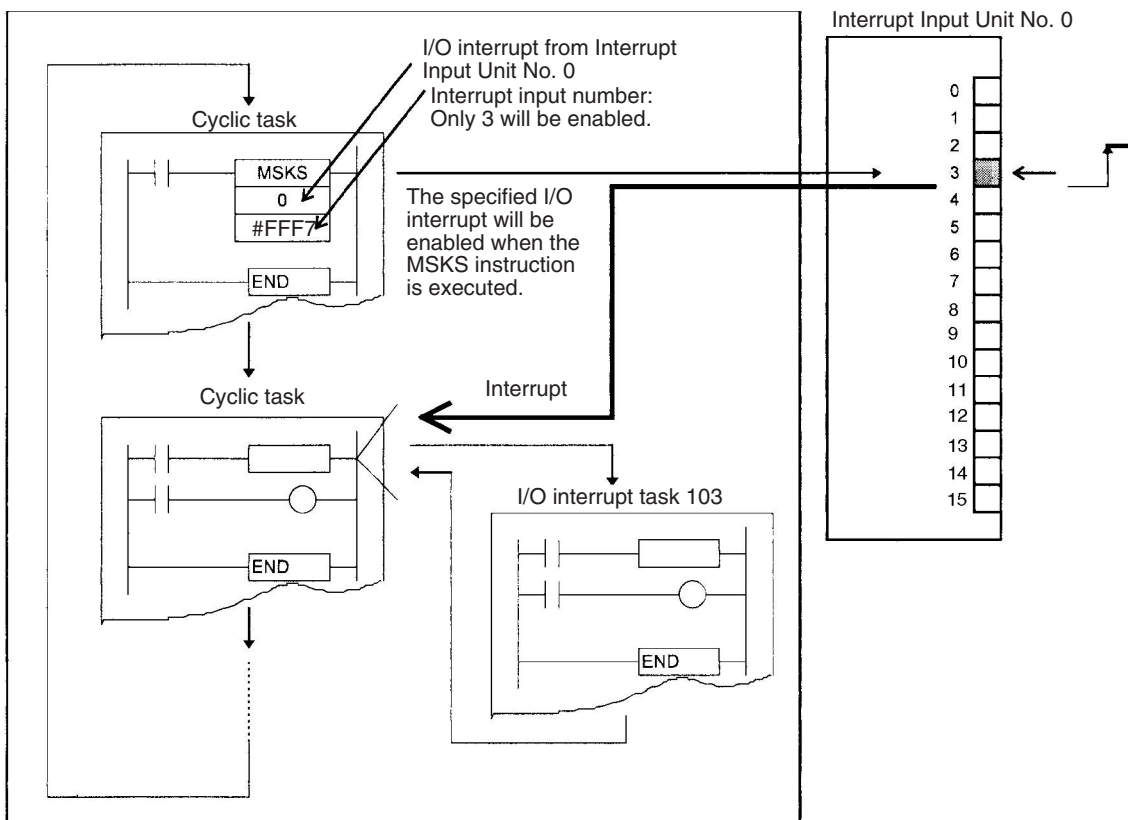 Interrupt Input Unit No. 0
I/O interrupt from Interrupt
Input Unit No. 0
Interrupt input number:
Only 3 will be enabled.
Cyclic task
MSKS
0
#FFF7
END
The specified I/O
interrupt will be
enabled when the
MSKS instruction
is executed.
0
1
2
3
4
5
6
7
8
9
10
11
12
13
14
15
Interrupt
Cyclic task
END
I/O interrupt task 103
END